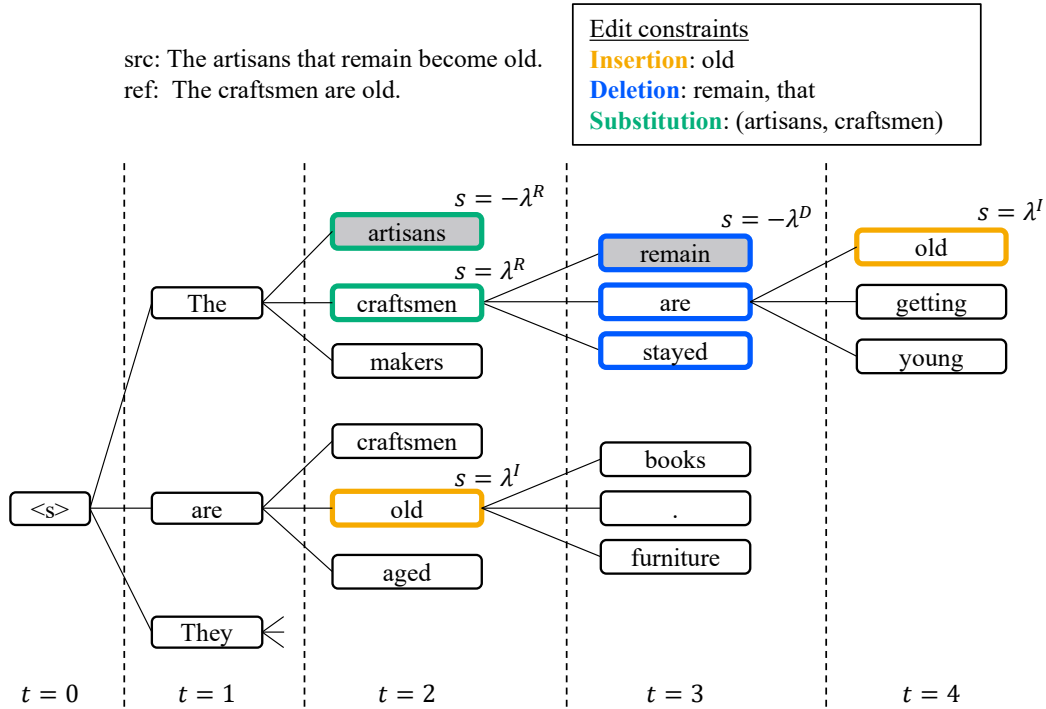 src: The artisans that remain become old.
ref: The craftsmen are old.
Edit constraints
Insertion: old
Deletion: remain, that
Substitution: (artisans, craftsmen)
s = −λ^R
artisans
s = λ^R
craftsmen
makers
s = −λ^D
remain
are
stayed
s = λ^I
old
getting
young
The
craftsmen
s = λ^I
old
aged
books
.
furniture
<s>
are
They
t = 0
t = 1
t = 2
t = 3
t = 4